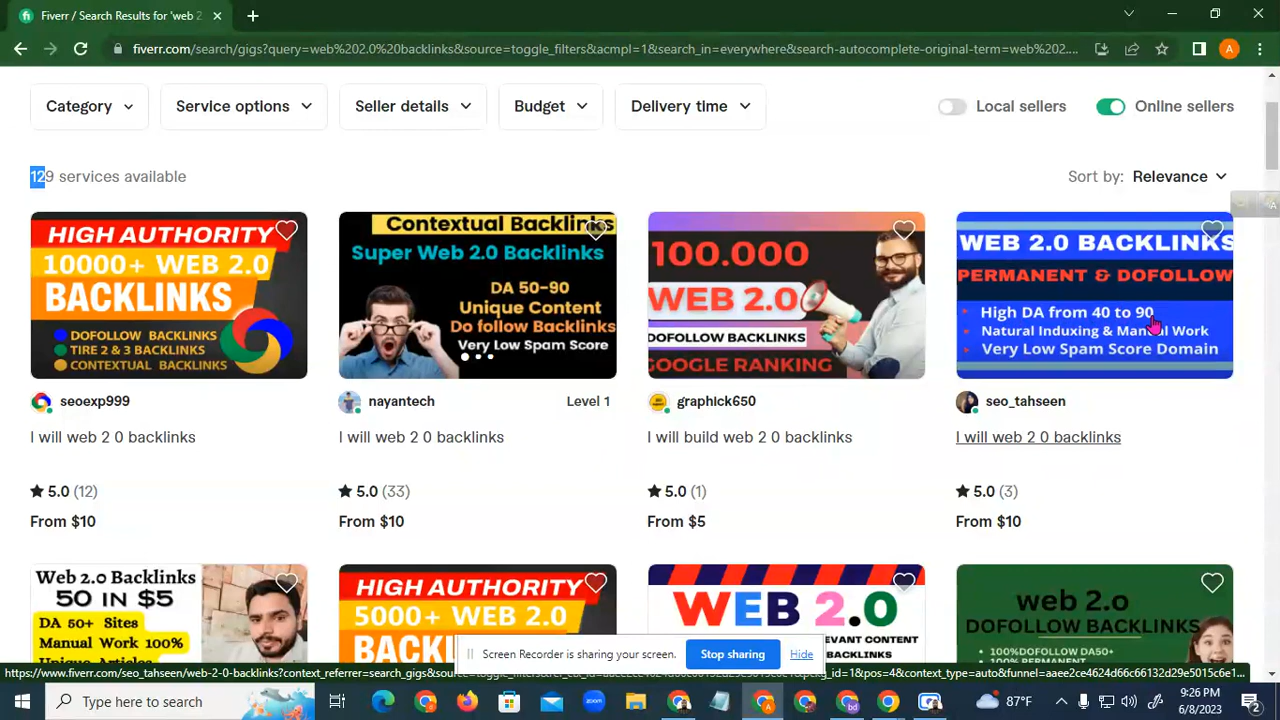 Fiverr / Search Results for 'web 2
fiverr.com/search/gigs?query=web%202.0%20backlinks&source=toggle_filters&acmpl=1&search_in=everywhere&search-autocomplete-original-term=web%202....
A
Category
Service options
Seller details
Budget
Delivery time
Local sellers
Online sellers
129 services available
Sort by: Relevance
HIGH AUTHORITY
10000+ WEB 2.0
BACKLINKS
DOFOLLOW BACKLINKS
TIRE 2 & 3 BACKLINKS
CONTEXTUAL BACKLINKS
seoexp999
I will web 2 0 backlinks
5.0 (12)
From $10
Contextual Backlinks
Super Web 2.0 Backlinks
DA 50-90
Unique Content
Do follow Backlinks
Very Low Spam Score
nayantech
Level 1
I will web 2 0 backlinks
5.0 (33)
From $10
100.000
WEB 2.0
DOFOLLOW BACKLINKS
GOOGLE RANKING
graphick650
I will build web 2 0 backlinks
5.0 (1)
From $5
WEB 2.0 BACKLINKS
PERMANENT & DOFOLLOW
High DA from 40 to 90
Natural Induxing & Manual Work
Very Low Spam Score Domain
seo_tahseen
I will web 2 0 backlinks
5.0 (3)
From $10
Web 2.0 Backlinks
50 IN $5
DA 50+ Sites
Manual Work 100%
Unique Articles
HIGH AUTHORITY
5000+ WEB 2.0
WEB 2.0
BACKLINKS
web 2.o
DOFOLLOW BACKLINKS
100%DOFOLLOW DA50+
100% PERMANENT
Screen Recorder is sharing your screen.
Stop sharing
Hide
Type here to search
zoom
87°F
9:26 PM
6/8/2023
2